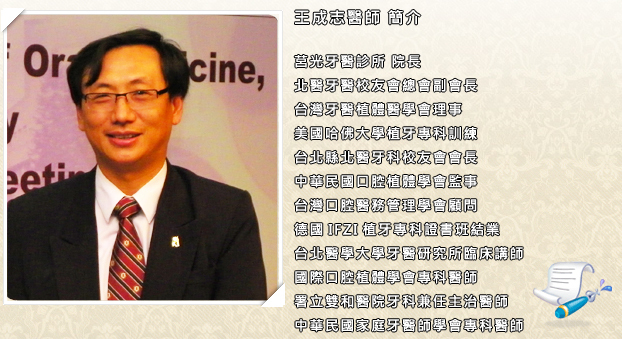 王成志醫師 簡介
莒光牙醫診所 院長
北醫牙醫校友會總會副會長
台灣牙醫植體醫學會理事
美國哈佛大學植牙專科訓練
台北縣北醫牙科校友會會長
中華民國口腔植體學會監事
台灣口腔醫務管理學會顧問
德國 IFZI 植牙專科證書班結業
台北醫學大學牙醫研究所臨床講師
國際口腔植體學會專科醫師
署立雙和醫院牙科兼任主治醫師
中華民國家庭牙醫師學會專科醫師